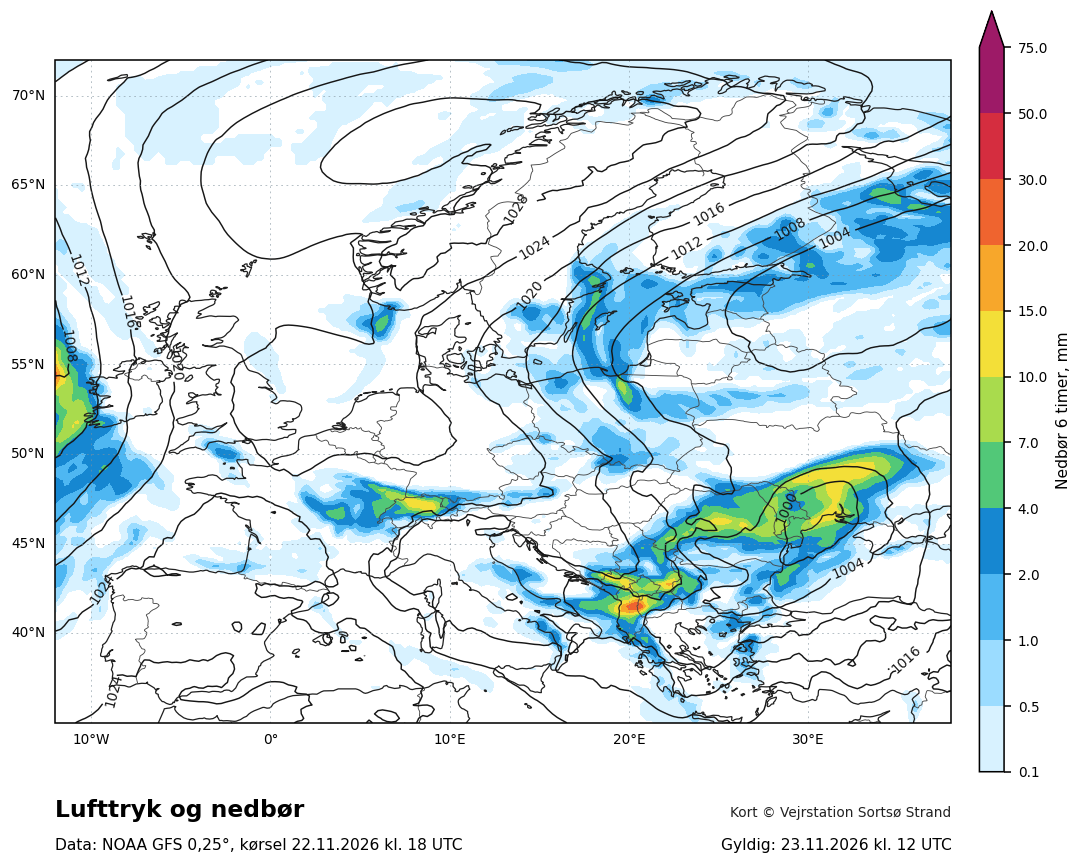 75.0
50.0
30.0
20.0
15.0
10.0
7.0
4.0
2.0
1.0
0.5
0.1
Nedbør 6 timer, mm
70°N
65°N
60°N
55°N
50°N
45°N
40°N
10°W
0°
10°E
20°E
30°E
1028
1024
1020
1016
1012
1008
1004
1012
1016
1008
1020
1000
1004
1024
1024
1016
Lufttryk og nedbør
Kort © Vejrstation Sortsø Strand
Data: NOAA GFS 0,25°, kørsel 22.11.2026 kl. 18 UTC
Gyldig: 23.11.2026 kl. 12 UTC